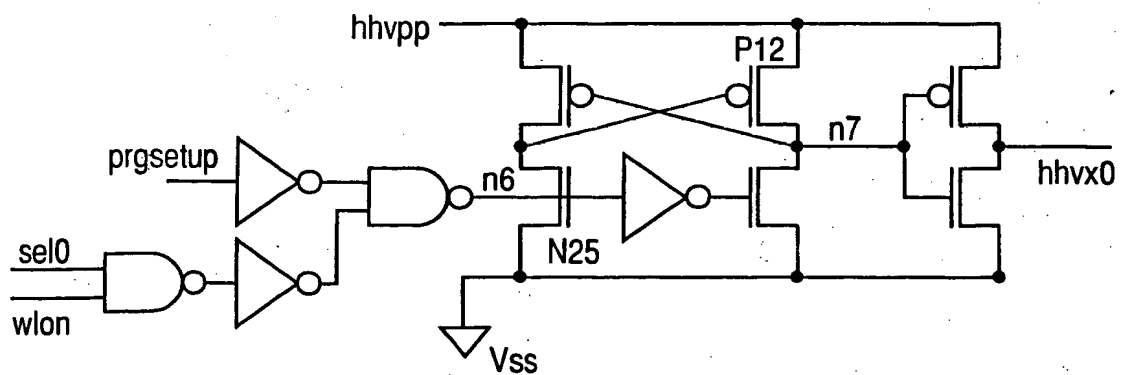 hhvpp
P12
n7
prgsetup
n6
hhvx0
sel0
N25
wlon
Vss